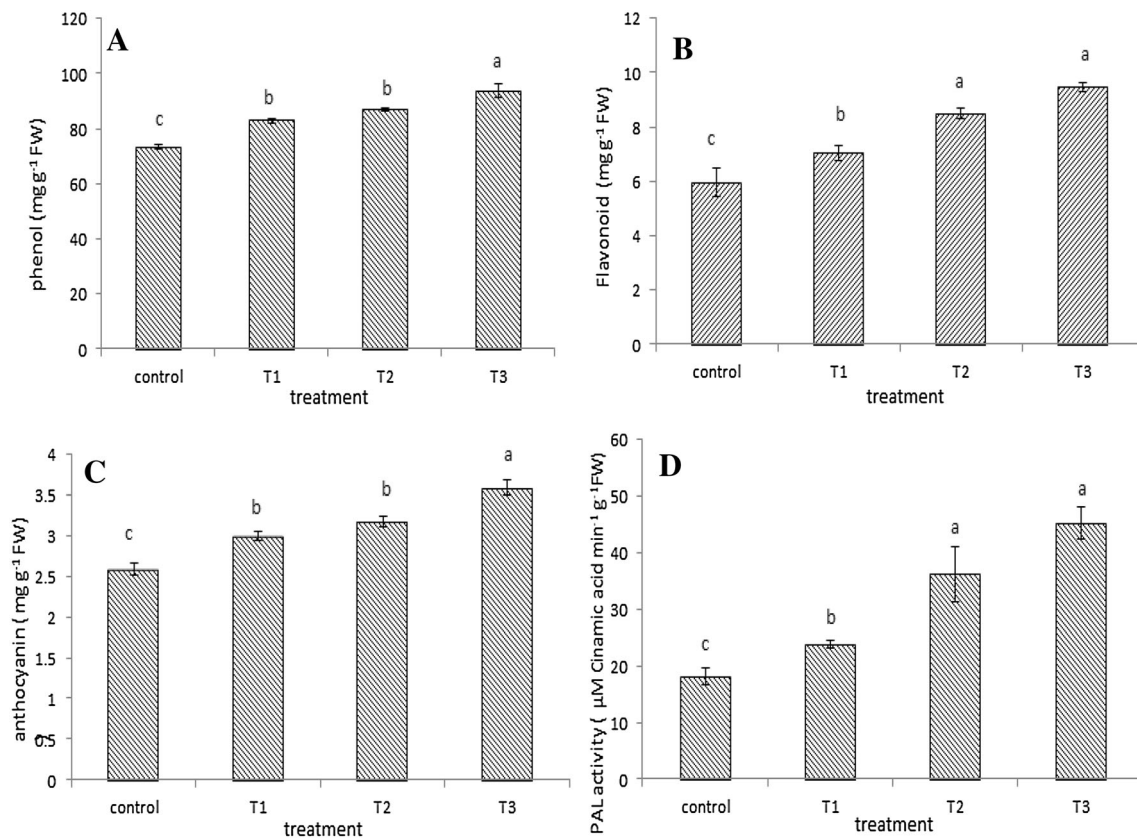 A
phenol (mg g⁻¹ FW)
120
100
80
60
40
20
0
c
b
b
a
control T1 T2 T3
treatment
B
Flavonoid (mg g⁻¹ FW)
12
10
8
6
4
2
0
c
b
a
a
control T1 T2 T3
treatment
C
anthocyanin ( mg g⁻¹ FW)
4
3.5
3
2.5
2
1.5
1
0.5
0
c
b
b
a
control T1 T2 T3
treatment
D
PAL activity ( µM Cinamic acid min⁻¹ g⁻¹FW)
60
50
40
30
20
10
0
c
b
a
a
control T1 T2 T3
treatment